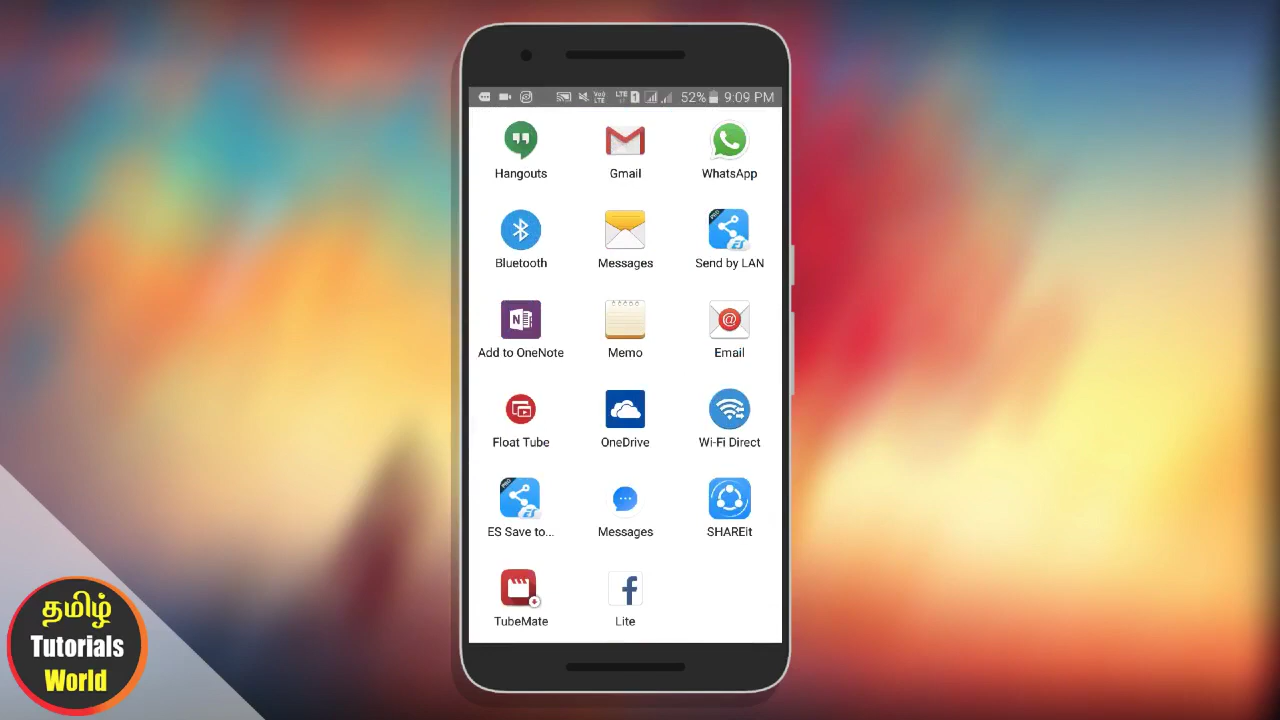 52% 9:09 PM
Hangouts Gmail WhatsApp
Bluetooth Messages Send by LAN
Add to OneNote Memo Email
Float Tube OneDrive Wi-Fi Direct
ES Save to... Messages SHAREit
TubeMate Lite
தமிழ்
Tutorials
World